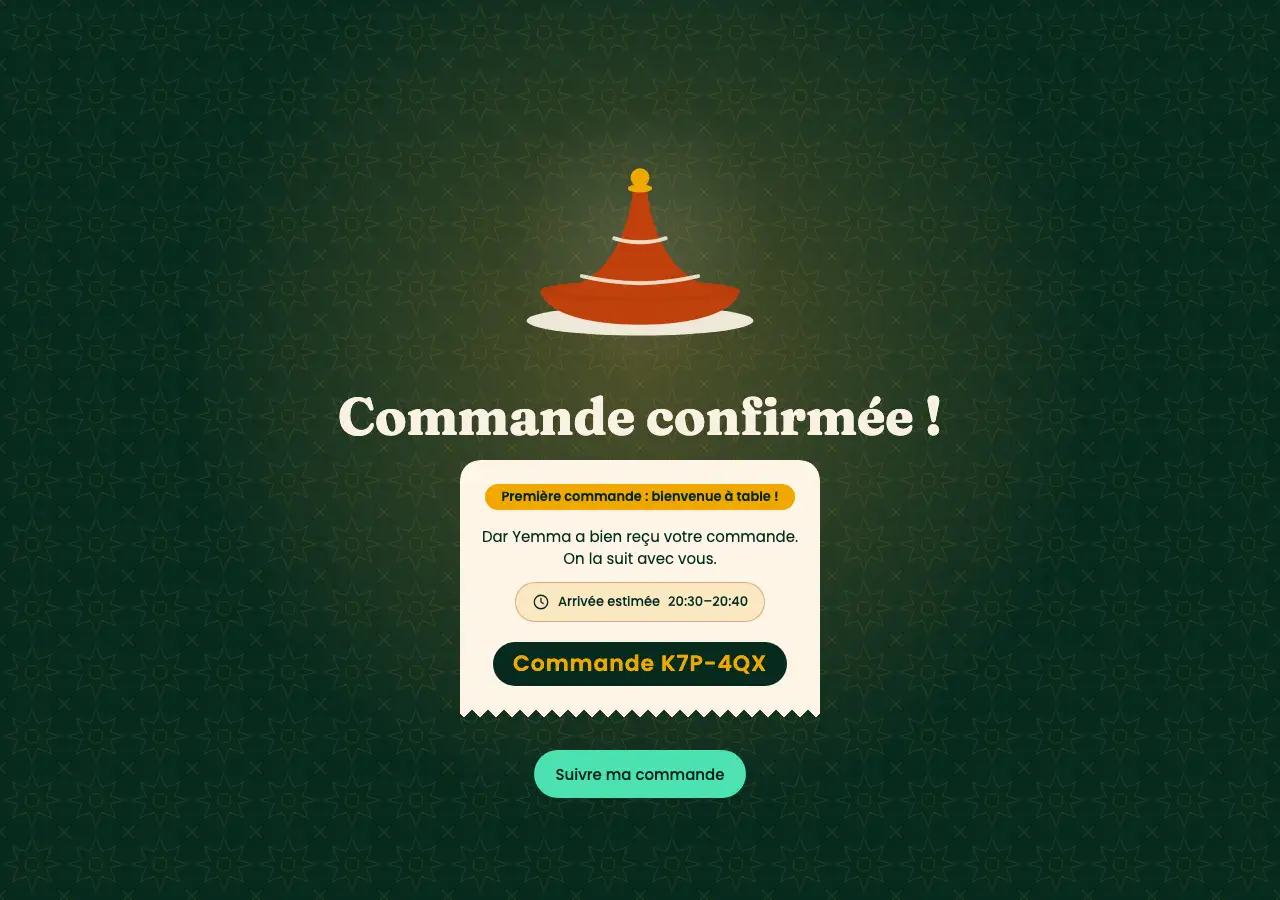 Commande confirmée !
Première commande : bienvenue à table !
Dar Yemma a bien reçu votre commande.
On la suit avec vous.
Arrivée estimée 20:30–20:40
Commande K7P-4QX
Suivre ma commande